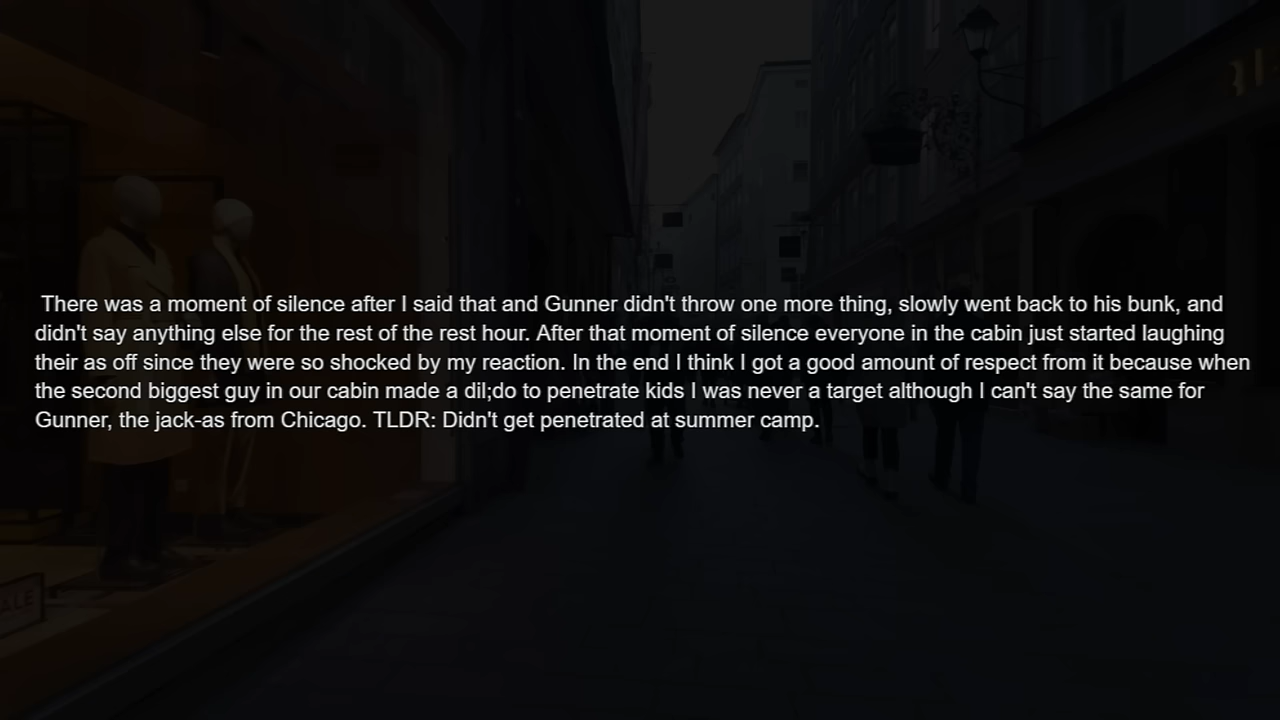 There was a moment of silence after I said that and Gunner didn't throw one more thing, slowly went back to his bunk, and
didn't say anything else for the rest of the rest hour. After that moment of silence everyone in the cabin just started laughing
their as off since they were so shocked by my reaction. In the end I think I got a good amount of respect from it because when
the second biggest guy in our cabin made a dil;do to penetrate kids I was never a target although I can't say the same for
Gunner, the jack-as from Chicago. TLDR: Didn't get penetrated at summer camp.
ALE